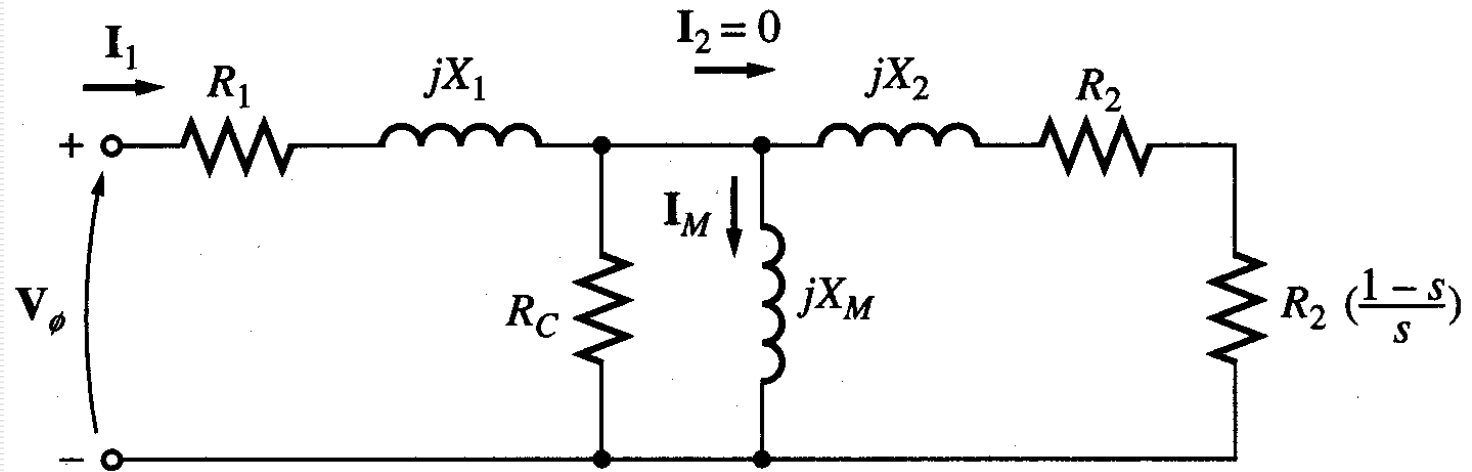 I₁
R₁
jX₁
I₂ = 0
jX₂
R₂
+
V_ϕ
R_C
I_M
jX_M
R₂ (1 − s / s)
−